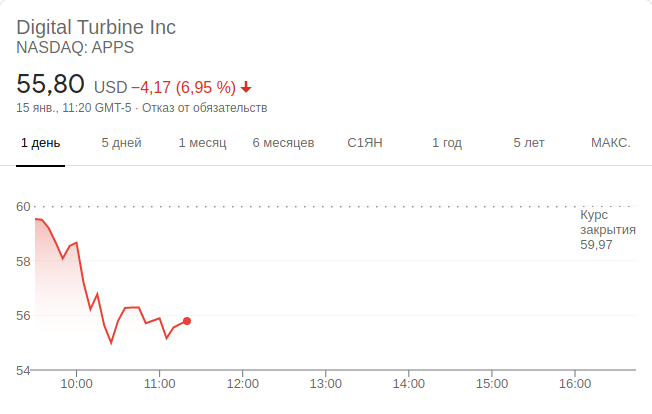 Digital Turbine Inc
NASDAQ: APPS
55,80 USD −4,17 (6,95 %)
15 янв., 11:20 GMT-5 · Отказ от обязательств
1 день 5 дней 1 месяц 6 месяцев С1ЯН 1 год 5 лет МАКС.
60
Курс
закрытия
59,97
58
56
54
10:00 11:00 12:00 13:00 14:00 15:00 16:00